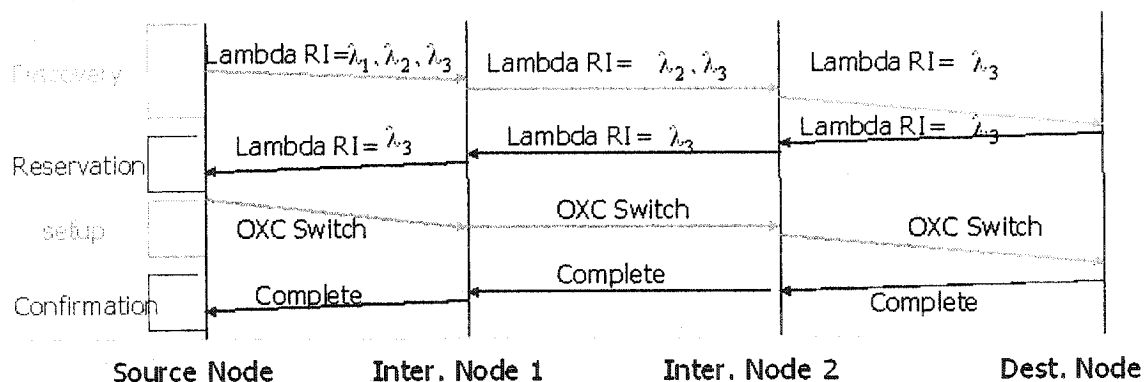 Discovery
Lambda RI=λ1, λ2, λ3
Lambda RI= λ2, λ3
Lambda RI= λ3
Reservation
Lambda RI= λ3
Lambda RI= λ3
Lambda RI= λ3
setup
OXC Switch
OXC Switch
OXC Switch
Confirmation
Complete
Complete
Complete
Source Node
Inter. Node 1
Inter. Node 2
Dest. Node